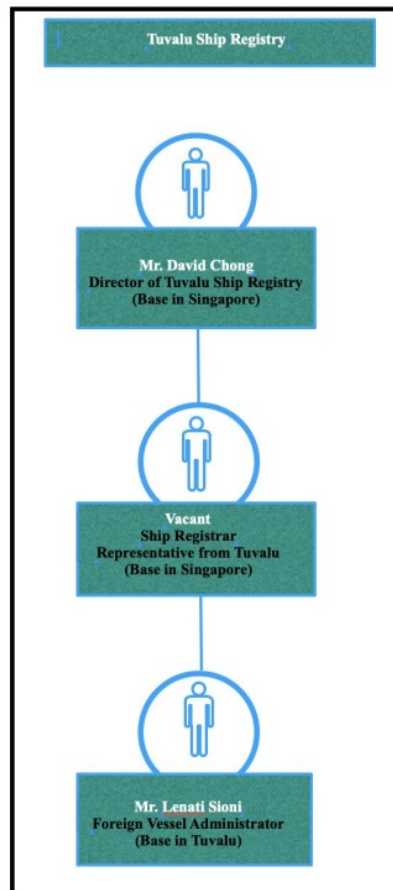 Tuvalu Ship Registry
Mr. David Chong
Director of Tuvalu Ship Registry
(Base in Singapore)
Vacant
Ship Registrar
Representative from Tuvalu
(Base in Singapore)
Mr. Lenati Sioni
Foreign Vessel Administrator
(Base in Tuvalu)